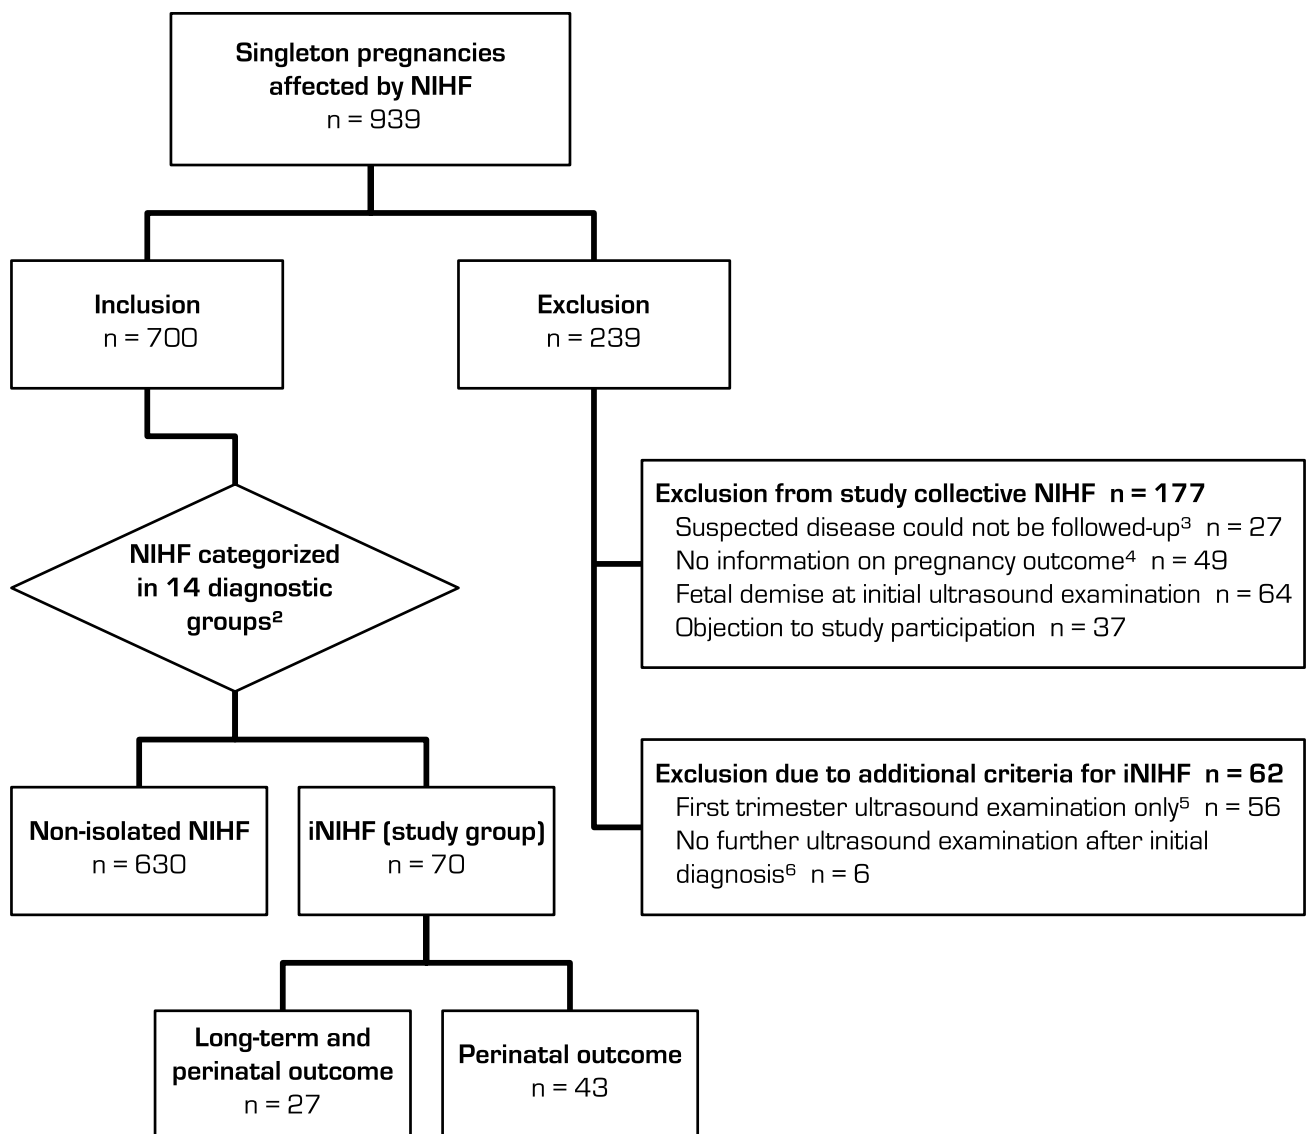 Singleton pregnancies
affected by NIHF
n = 939
Inclusion
n = 700
Exclusion
n = 239
Exclusion from study collective NIHF n = 177
Suspected disease could not be followed-up³ n = 27
No information on pregnancy outcome⁴ n = 49
Fetal demise at initial ultrasound examination n = 64
Objection to study participation n = 37
NIHF categorized
in 14 diagnostic
groups²
Exclusion due to additional criteria for iNIHF n = 62
First trimester ultrasound examination only⁵ n = 56
No further ultrasound examination after initial
diagnosis⁶ n = 6
Non-isolated NIHF
n = 630
iNIHF (study group)
n = 70
Long-term and
perinatal outcome
n = 27
Perinatal outcome
n = 43